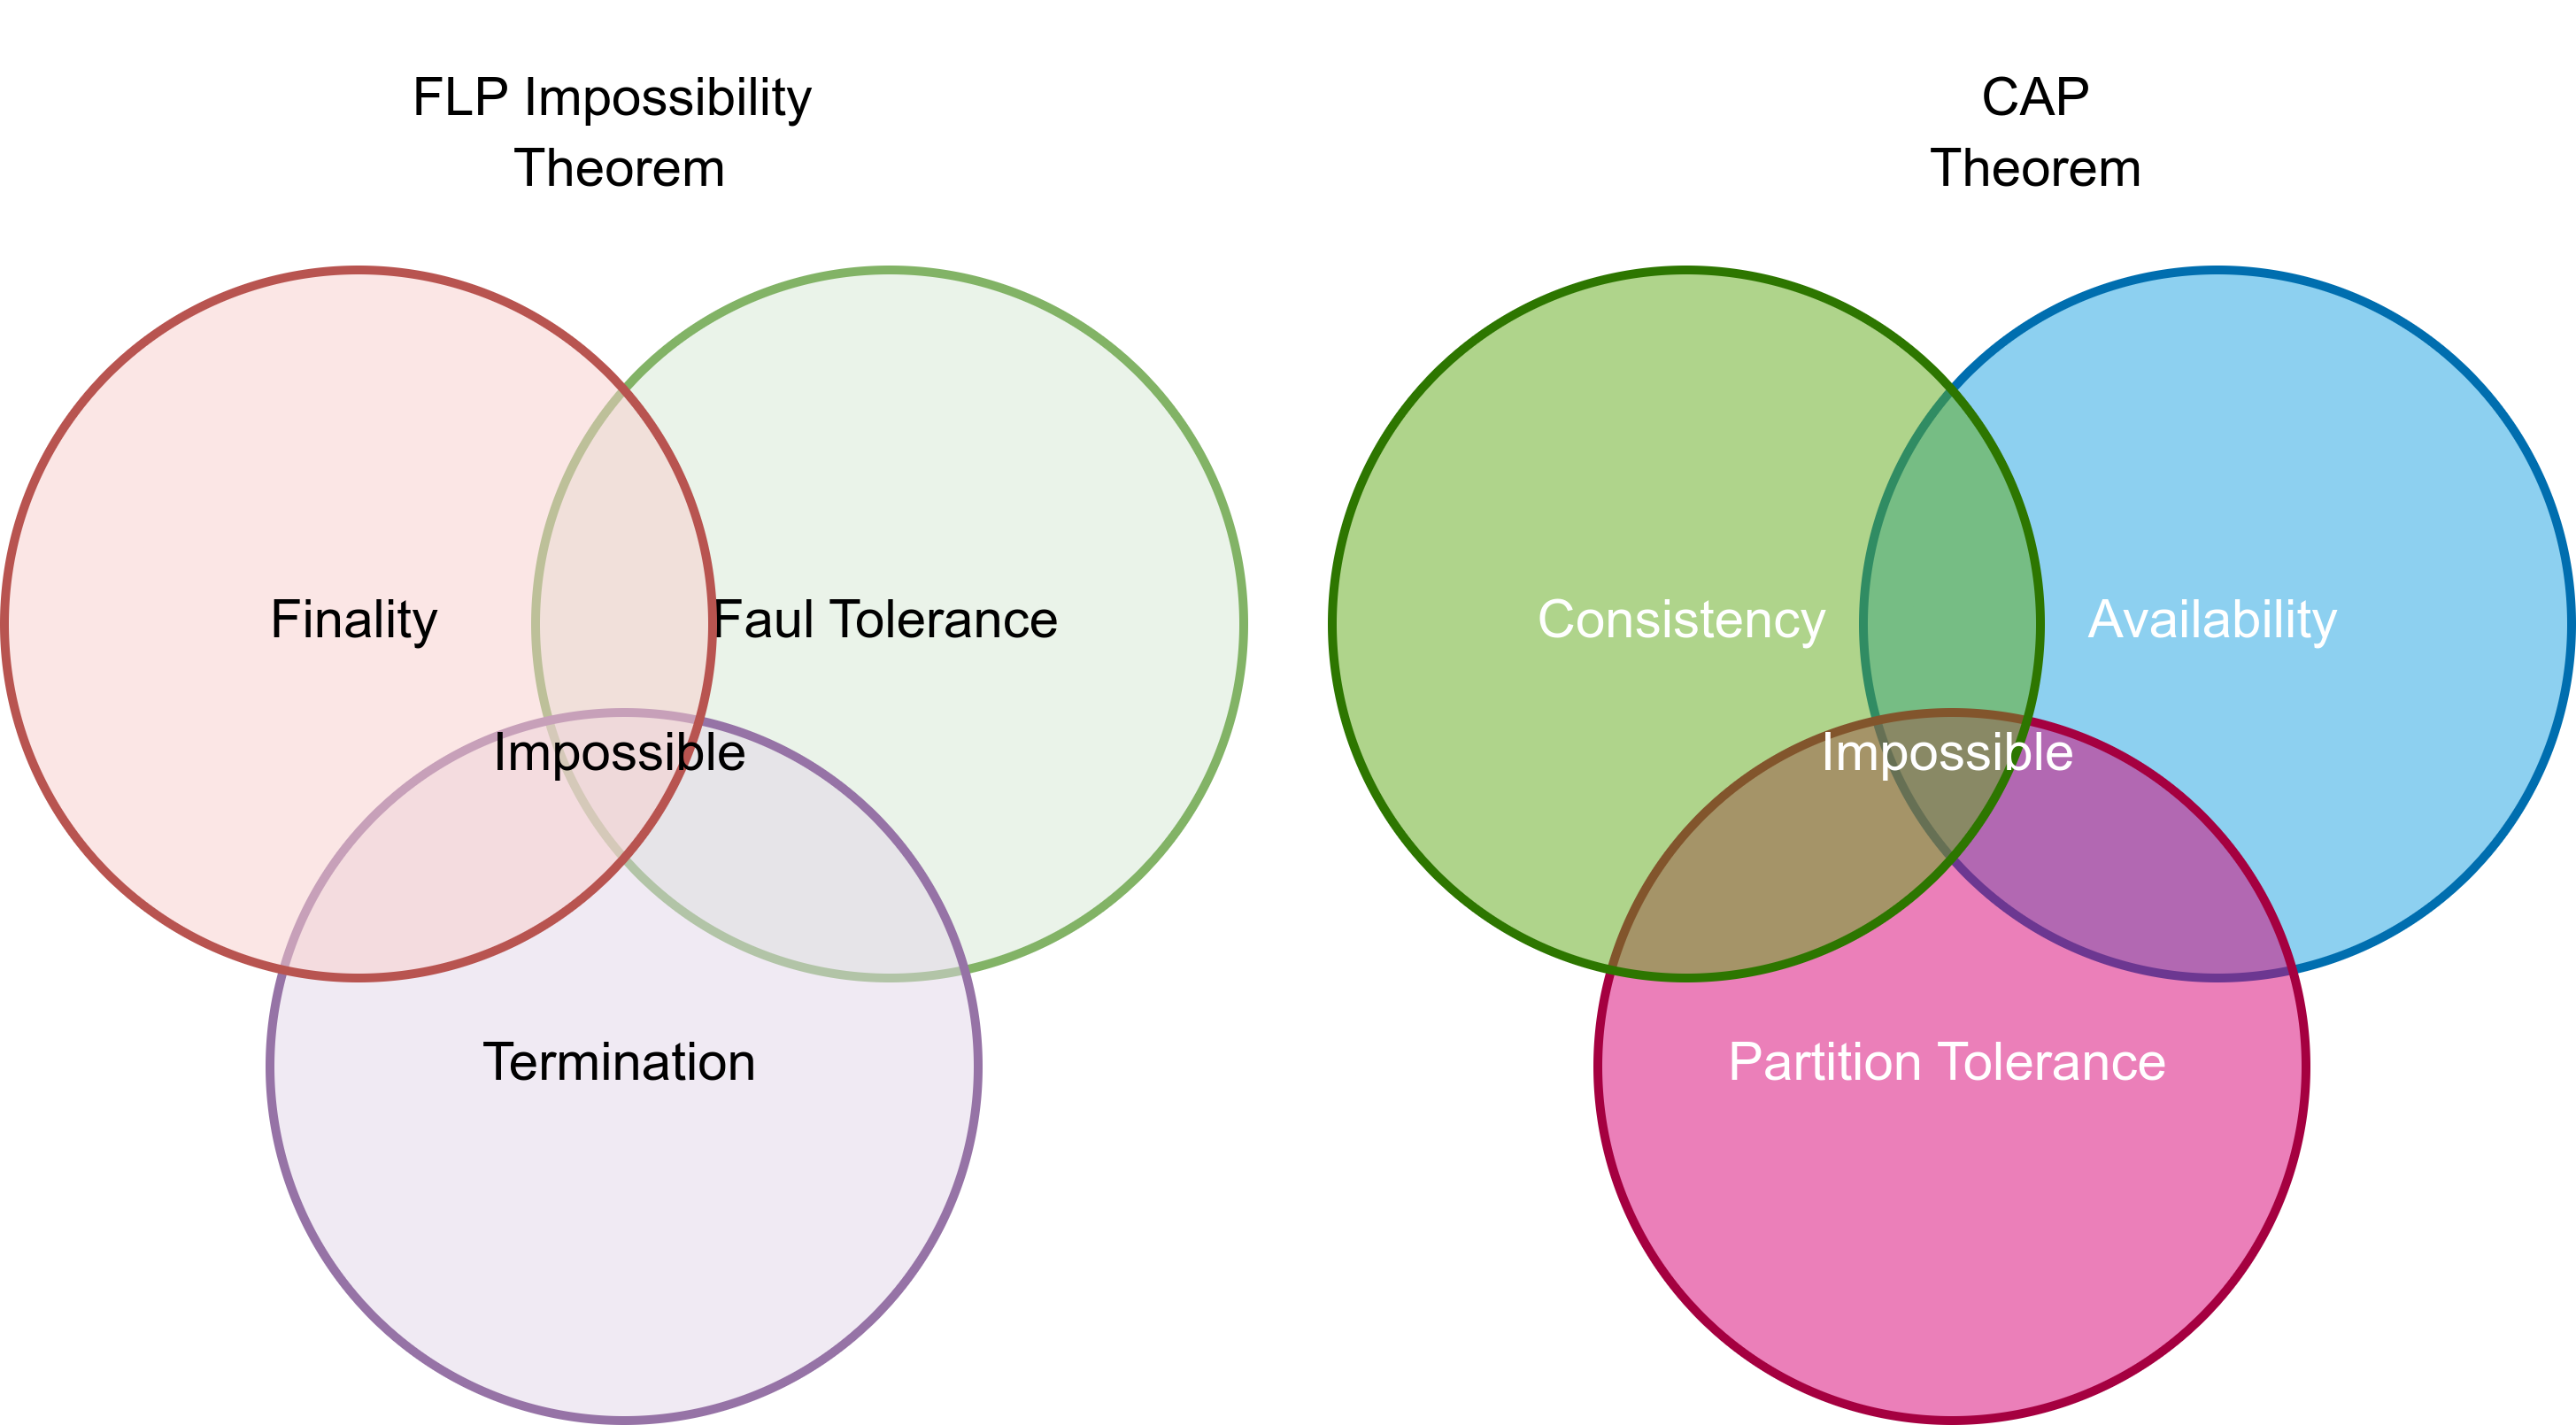 FLP Impossibility
Theorem
Finality
Faul Tolerance
Impossible
Termination
CAP
Theorem
Consistency
Availability
Impossible
Partition Tolerance